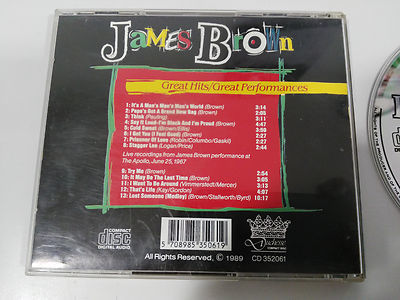 James Brown
Great Hits/Great Performances
1: It's A Man's Man's Man's World (Brown) 3:14
2: Papa's Got A Brand New Bag (Brown) 2:05
3: Think (Pauling) 3:11
4: Say It Loud-I'm Black And I'm Proud (Brown) 4:47
5: Cold Sweat (Brown/Ellis) 3:50
6: I Got You (I Feel Good) (Brown) 2:27
7: Prisoner Of Love (Robin/Columbo/Gaskil) 2:27
8: Stagger Lee (Logan/Price) 2:44
Live recordings from James Brown performance at
The Apollo, June 25, 1967
9: Try Me (Brown) 2:54
10: It May Be The Last Time (Brown) 3:05
11: I Want To Be Around (Vimmerstedt/Mercer) 3:12
12: That's Life (Kay/Gordon) 4:07
13: Lost Someone (Medley) (Brown/Stallworth/Byrd) 10:17
COMPACT
disc
DIGITAL AUDIO
5 708985 350619
Duchesse
All Rights Reserved, © 1989 CD 352061